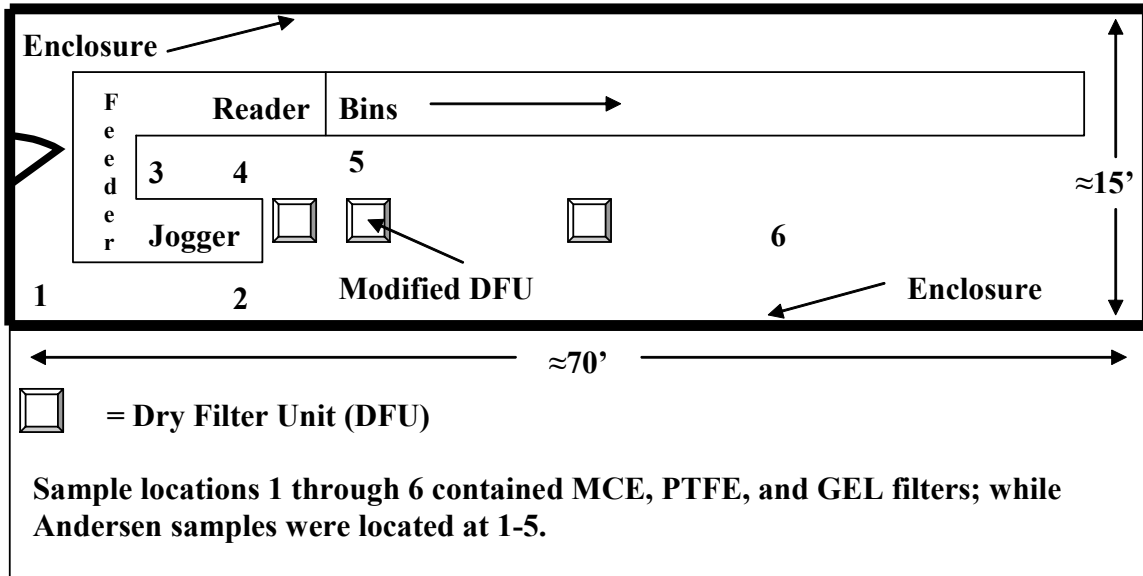 Enclosure
Feeder
Reader
Bins
3
4
5
≈15’
Jogger
6
1
2
Modified DFU
Enclosure
≈70’
= Dry Filter Unit (DFU)
Sample locations 1 through 6 contained MCE, PTFE, and GEL filters; while
Andersen samples were located at 1-5.